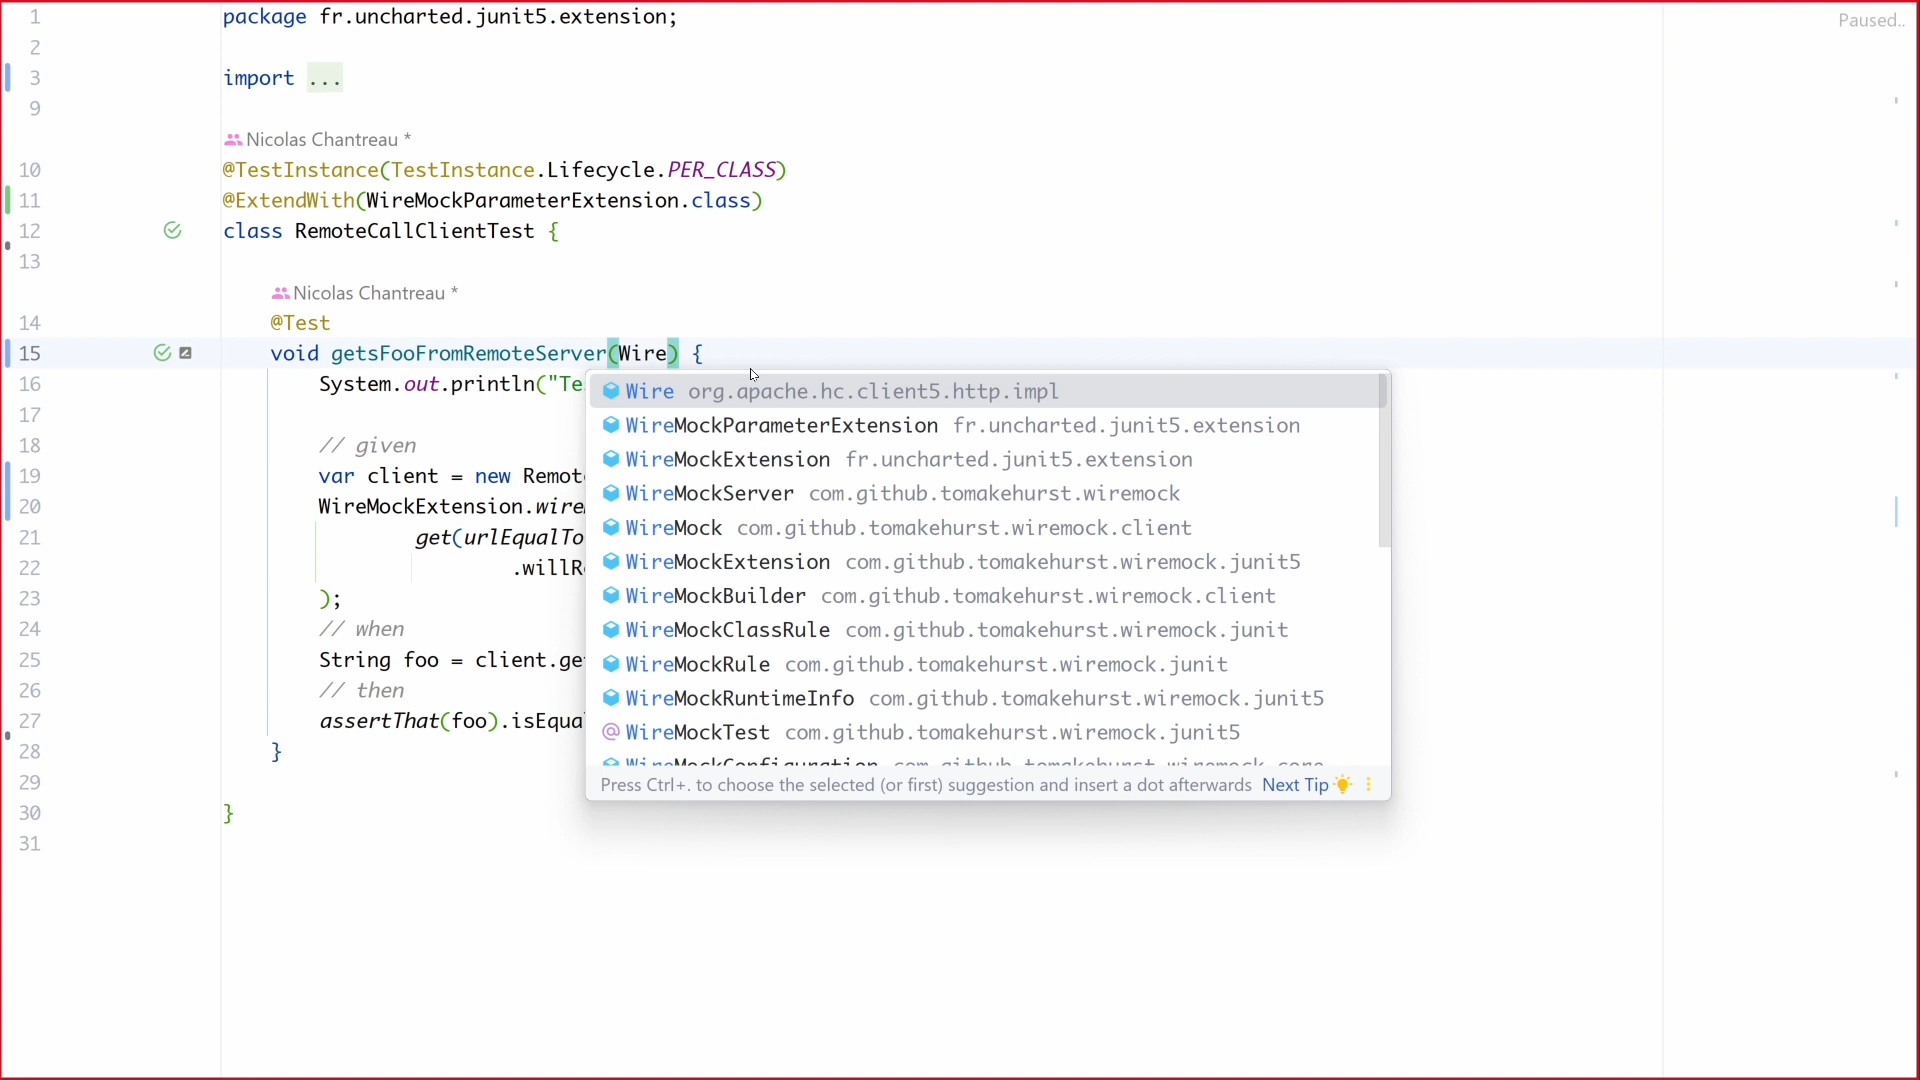 1 package fr.uncharted.junit5.extension;
Paused..
2
3 import ...
9
Nicolas Chantreau *
10 @TestInstance(TestInstance.Lifecycle.PER_CLASS)
11 @ExtendWith(WireMockParameterExtension.class)
12 class RemoteCallClientTest {
13
Nicolas Chantreau *
14 @Test
15 void getsFooFromRemoteServer(Wire) {
16 System.out.println("Te
17
18 // given
19 var client = new Remot
20 WireMockExtension.wire
21 get(urlEqualTo
22 .willR
23 );
24 // when
25 String foo = client.ge
26 // then
27 assertThat(foo).isEqua
28 }
29
30 }
31
Wire org.apache.hc.client5.http.impl
WireMockParameterExtension fr.uncharted.junit5.extension
WireMockExtension fr.uncharted.junit5.extension
WireMockServer com.github.tomakehurst.wiremock
WireMock com.github.tomakehurst.wiremock.client
WireMockExtension com.github.tomakehurst.wiremock.junit5
WireMockBuilder com.github.tomakehurst.wiremock.client
WireMockClassRule com.github.tomakehurst.wiremock.junit
WireMockRule com.github.tomakehurst.wiremock.junit
WireMockRuntimeInfo com.github.tomakehurst.wiremock.junit5
@ WireMockTest com.github.tomakehurst.wiremock.junit5
WireMockConfiguration com.github.tomakehurst.wiremock.core
Press Ctrl+. to choose the selected (or first) suggestion and insert a dot afterwards Next Tip